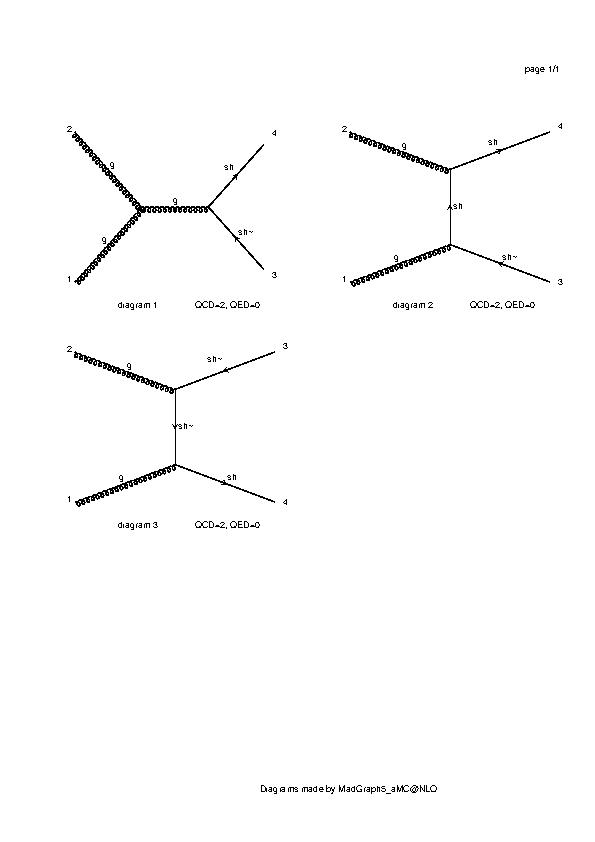 page 1/1
2
g
g
1
g
sh
4
sh~
3
diagram 1 QCD=2, QED=0
2
g
sh
4
sh
1
g
sh~
3
diagram 2 QCD=2, QED=0
2
g
sh~
3
sh~
1
g
sh
4
diagram 3 QCD=2, QED=0
Diagrams made by MadGraph5_aMC@NLO